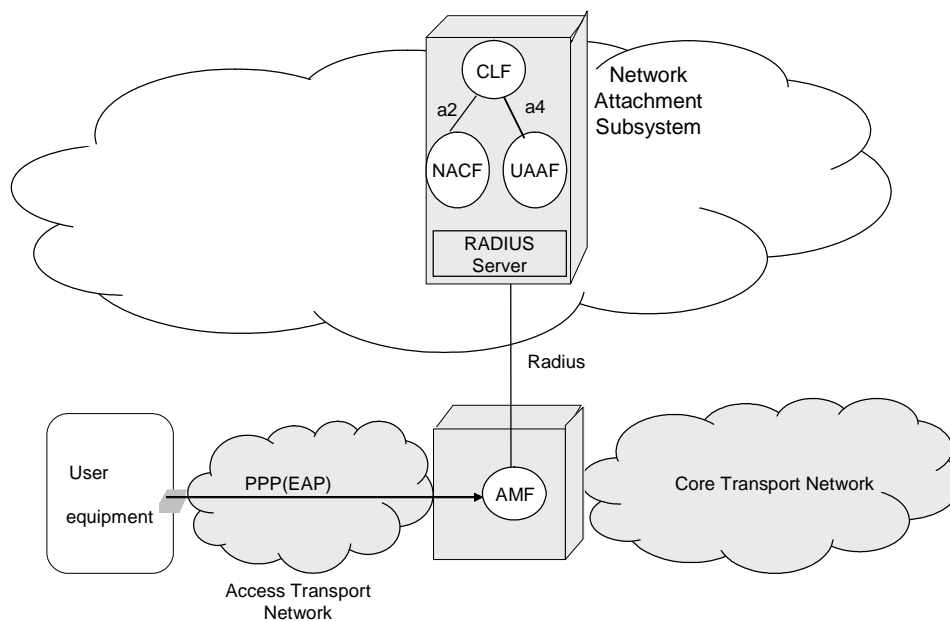 CLF
Network
Attachment
Subsystem
a2
a4
NACF
UAAF
RADIUS
Server
Radius
User
equipment
PPP(EAP)
AMF
Core Transport Network
Access Transport
Network